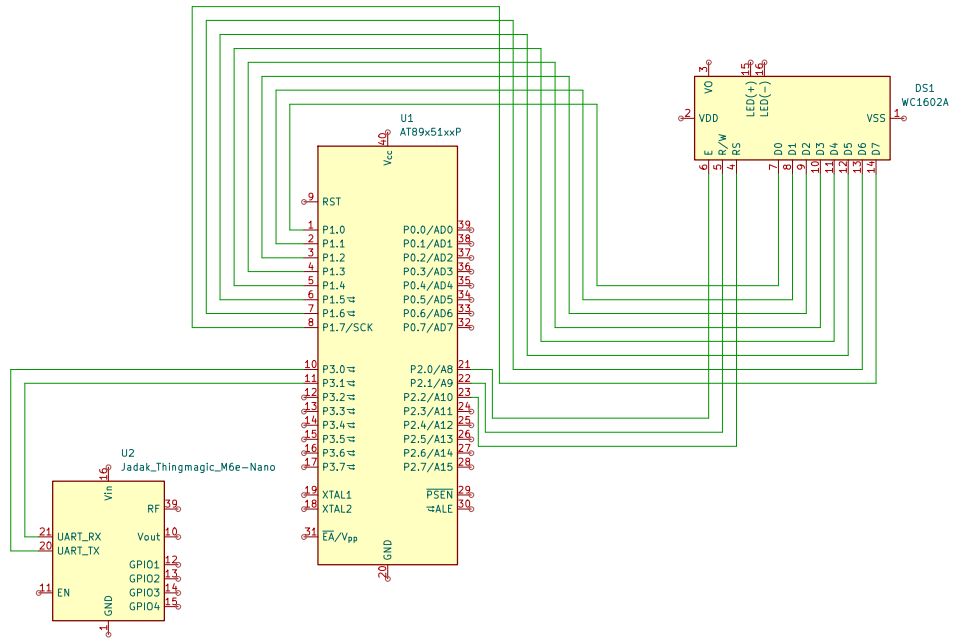 DS1
WC1602A
3
VO
15
LED(+)
16
LED(-)
2
VDD
VSS
1
E
R/W
RS
D0
D1
D2
D3
D4
D5
D6
D7
6
5
4
7
8
9
10
11
12
13
14
U1
AT89x51xxP
40
Vcc
9
RST
1
P1.0
P0.0/AD0
39
2
P1.1
P0.1/AD1
38
3
P1.2
P0.2/AD2
37
4
P1.3
P0.3/AD3
36
5
P1.4
P0.4/AD4
35
6
P1.5
P0.5/AD5
34
7
P1.6
P0.6/AD6
33
8
P1.7/SCK
P0.7/AD7
32
10
P3.0
P2.0/A8
21
11
P3.1
P2.1/A9
22
12
P3.2
P2.2/A10
23
13
P3.3
P2.3/A11
24
14
P3.4
P2.4/A12
25
15
P3.5
P2.5/A13
26
16
P3.6
P2.6/A14
27
17
P3.7
P2.7/A15
28
19
XTAL1
PSEN
29
18
XTAL2
ALE
30
31
EA/Vpp
GND
20
U2
Jadak_Thingmagic_M6e-Nano
16
Vin
RF
39
21
UART_RX
Vout
10
20
UART_TX
GPIO1
12
GPIO2
13
11
EN
GPIO3
14
GPIO4
15
GND
1